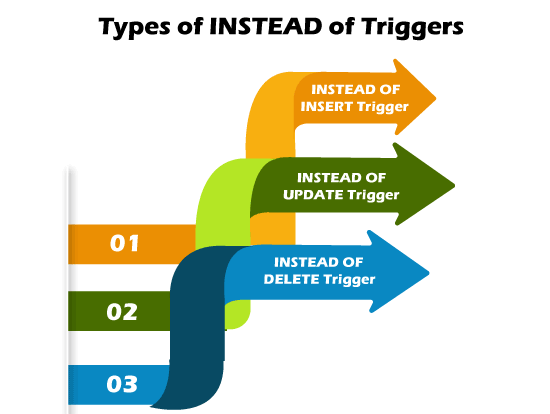 Types of INSTEAD of Triggers
INSTEAD OF
INSERT Trigger
INSTEAD OF
UPDATE Trigger
01
INSTEAD OF
DELETE Trigger
02
03